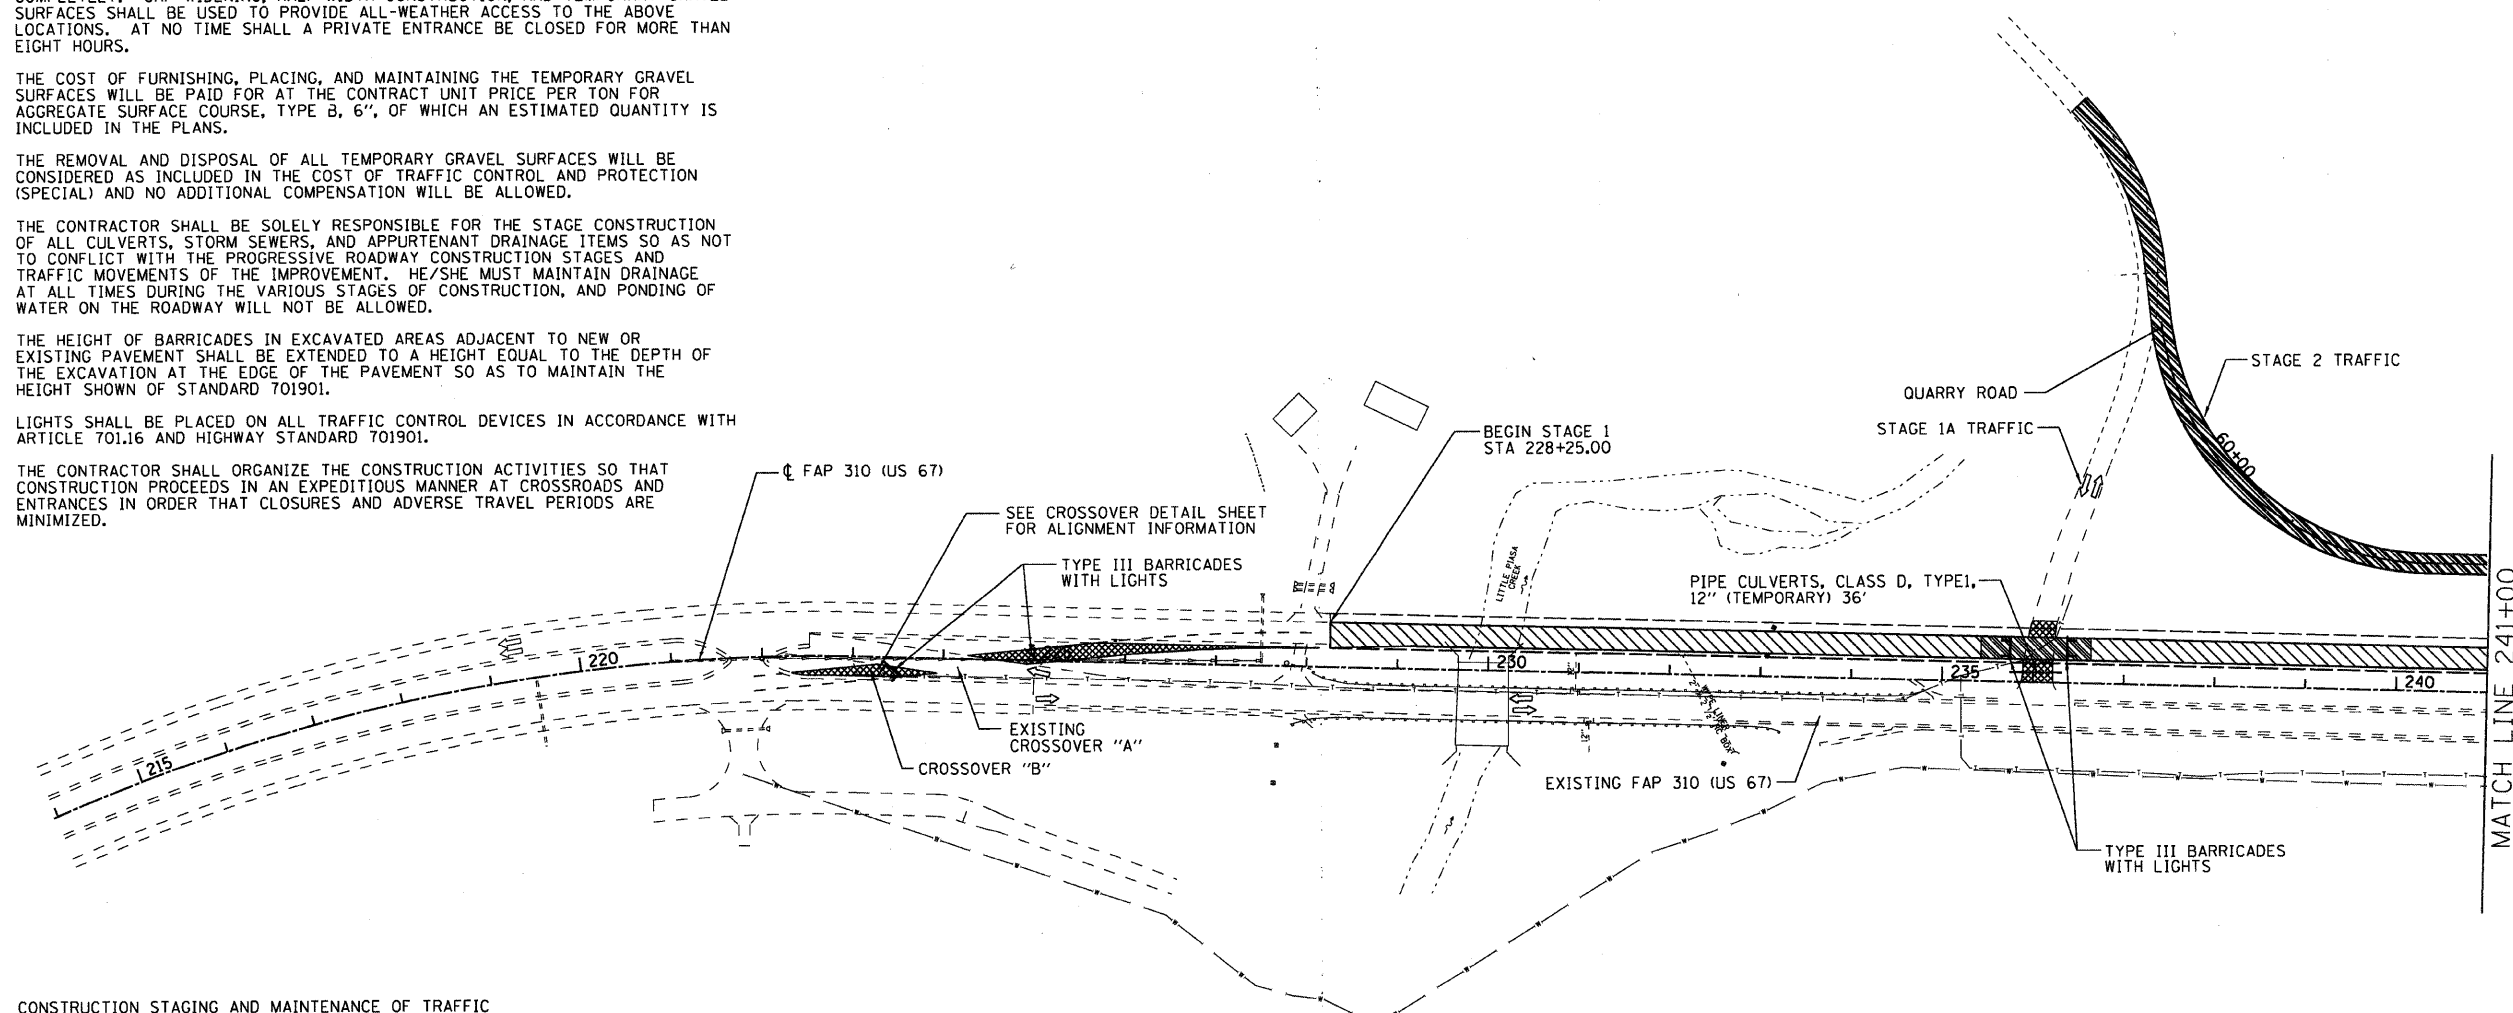 SURFACES SHALL BE USED TO PROVIDE ALL-WEATHER ACCESS TO THE ABOVE
LOCATIONS. AT NO TIME SHALL A PRIVATE ENTRANCE BE CLOSED FOR MORE THAN
EIGHT HOURS.
THE COST OF FURNISHING, PLACING, AND MAINTAINING THE TEMPORARY GRAVEL
SURFACES WILL BE PAID FOR AT THE CONTRACT UNIT PRICE PER TON FOR
AGGREGATE SURFACE COURSE, TYPE B, 6", OF WHICH AN ESTIMATED QUANTITY IS
INCLUDED IN THE PLANS.
THE REMOVAL AND DISPOSAL OF ALL TEMPORARY GRAVEL SURFACES WILL BE
CONSIDERED AS INCLUDED IN THE COST OF TRAFFIC CONTROL AND PROTECTION
(SPECIAL) AND NO ADDITIONAL COMPENSATION WILL BE ALLOWED.
THE CONTRACTOR SHALL BE SOLELY RESPONSIBLE FOR THE STAGE CONSTRUCTION
OF ALL CULVERTS, STORM SEWERS, AND APPURTENANT DRAINAGE ITEMS SO AS NOT
TO CONFLICT WITH THE PROGRESSIVE ROADWAY CONSTRUCTION STAGES AND
TRAFFIC MOVEMENTS OF THE IMPROVEMENT. HE/SHE MUST MAINTAIN DRAINAGE
AT ALL TIMES DURING THE VARIOUS STAGES OF CONSTRUCTION, AND PONDING OF
WATER ON THE ROADWAY WILL NOT BE ALLOWED.
THE HEIGHT OF BARRICADES IN EXCAVATED AREAS ADJACENT TO NEW OR
EXISTING PAVEMENT SHALL BE EXTENDED TO A HEIGHT EQUAL TO THE DEPTH OF
THE EXCAVATION AT THE EDGE OF THE PAVEMENT SO AS TO MAINTAIN THE
HEIGHT SHOWN OF STANDARD 701901.
LIGHTS SHALL BE PLACED ON ALL TRAFFIC CONTROL DEVICES IN ACCORDANCE WITH
ARTICLE 701.16 AND HIGHWAY STANDARD 701901.
THE CONTRACTOR SHALL ORGANIZE THE CONSTRUCTION ACTIVITIES SO THAT
CONSTRUCTION PROCEEDS IN AN EXPEDITIOUS MANNER AT CROSSROADS AND
ENTRANCES IN ORDER THAT CLOSURES AND ADVERSE TRAVEL PERIODS ARE
MINIMIZED.
℄ FAP 310 (US 67)
SEE CROSSOVER DETAIL SHEET
FOR ALIGNMENT INFORMATION
TYPE III BARRICADES
WITH LIGHTS
BEGIN STAGE 1
STA 228+25.00
QUARRY ROAD
STAGE 2 TRAFFIC
STAGE 1A TRAFFIC
60+00
LITTLE PIASA
CREEK
PIPE CULVERTS, CLASS D, TYPE1,
12" (TEMPORARY) 36'
215
220
230
235
240
EXISTING
CROSSOVER "A"
CROSSOVER "B"
EXISTING FAP 310 (US 67)
TYPE III BARRICADES
WITH LIGHTS
MATCH LINE 241+00
CONSTRUCTION STAGING AND MAINTENANCE OF TRAFFIC